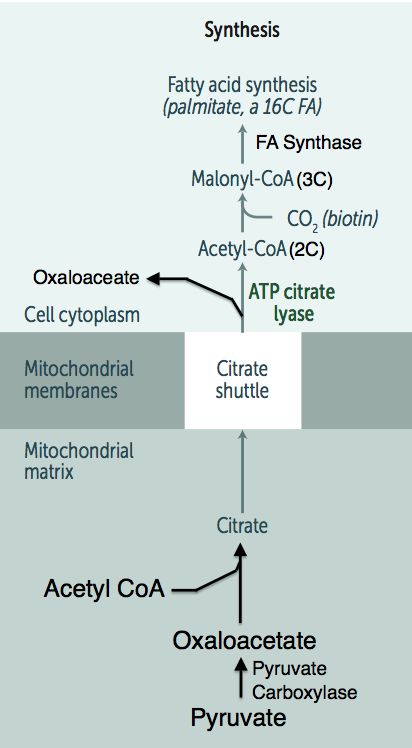 Synthesis
Fatty acid synthesis
(palmitate, a 16C FA)
FA Synthase
Malonyl-CoA (3C)
CO2 (biotin)
Acetyl-CoA (2C)
Oxaloaceate
ATP citrate
lyase
Cell cytoplasm
Mitochondrial
membranes
Citrate
shuttle
Mitochondrial
matrix
Citrate
Acetyl CoA
Oxaloacetate
Pyruvate
Carboxylase
Pyruvate